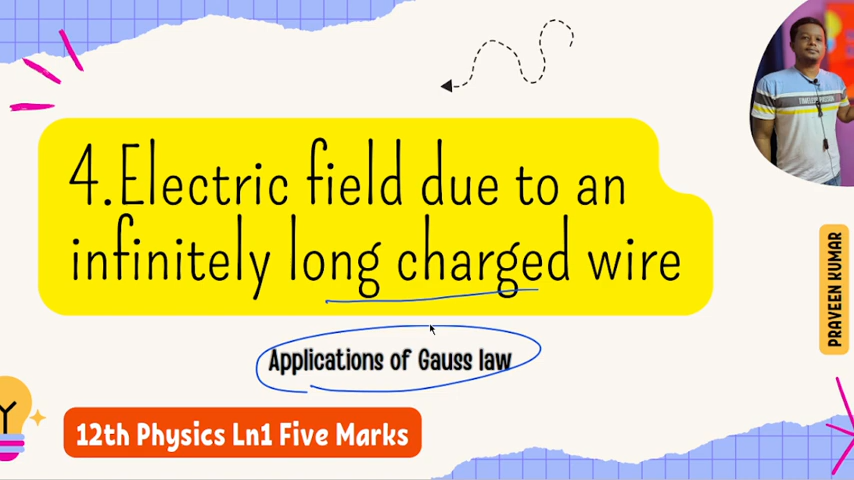 4.Electric field due to an
infinitely long charged wire
Applications of Gauss law
12th Physics Ln1 Five Marks
PRAVEEN KUMAR